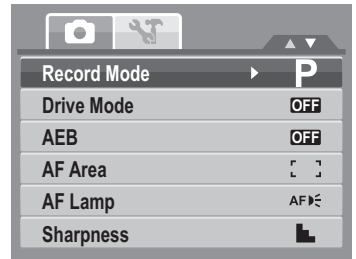 Record Mode P
Drive Mode OFF
AEB OFF
AF Area
AF Lamp AF
Sharpness